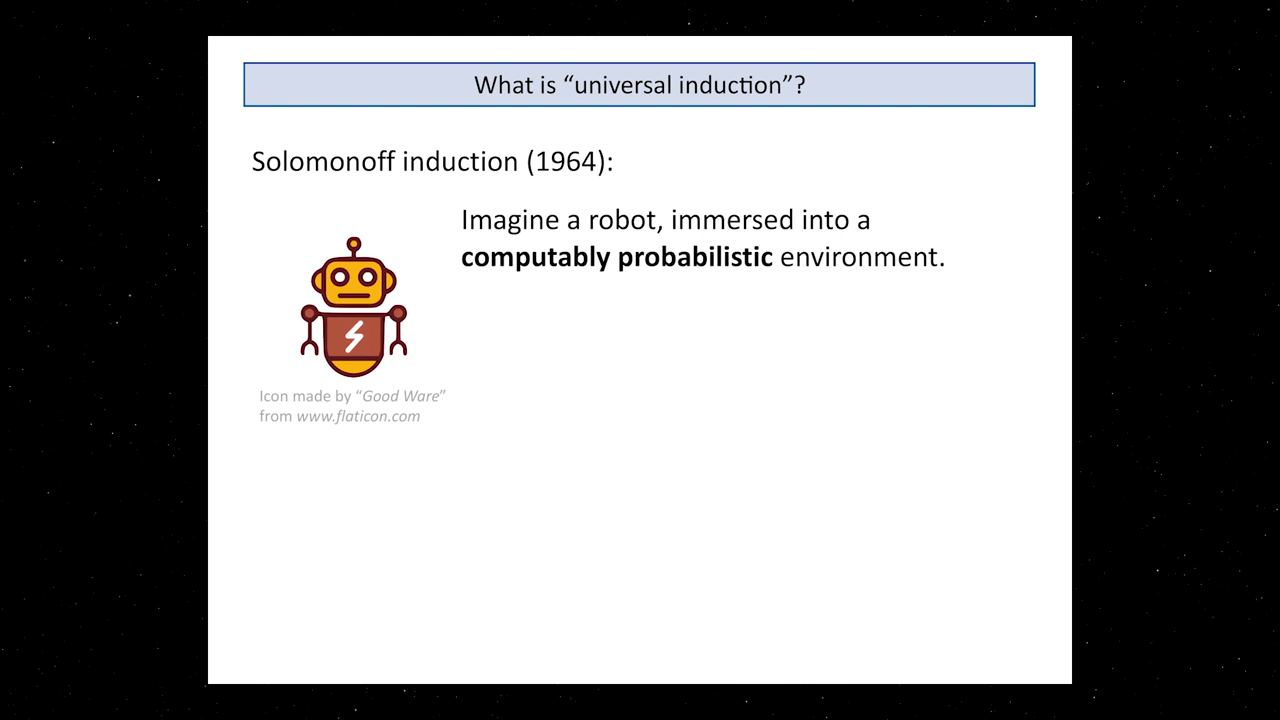 What is “universal induction”?
Solomonoff induction (1964):
Imagine a robot, immersed into a
computably probabilistic environment.
Icon made by “Good Ware”
from www.flaticon.com